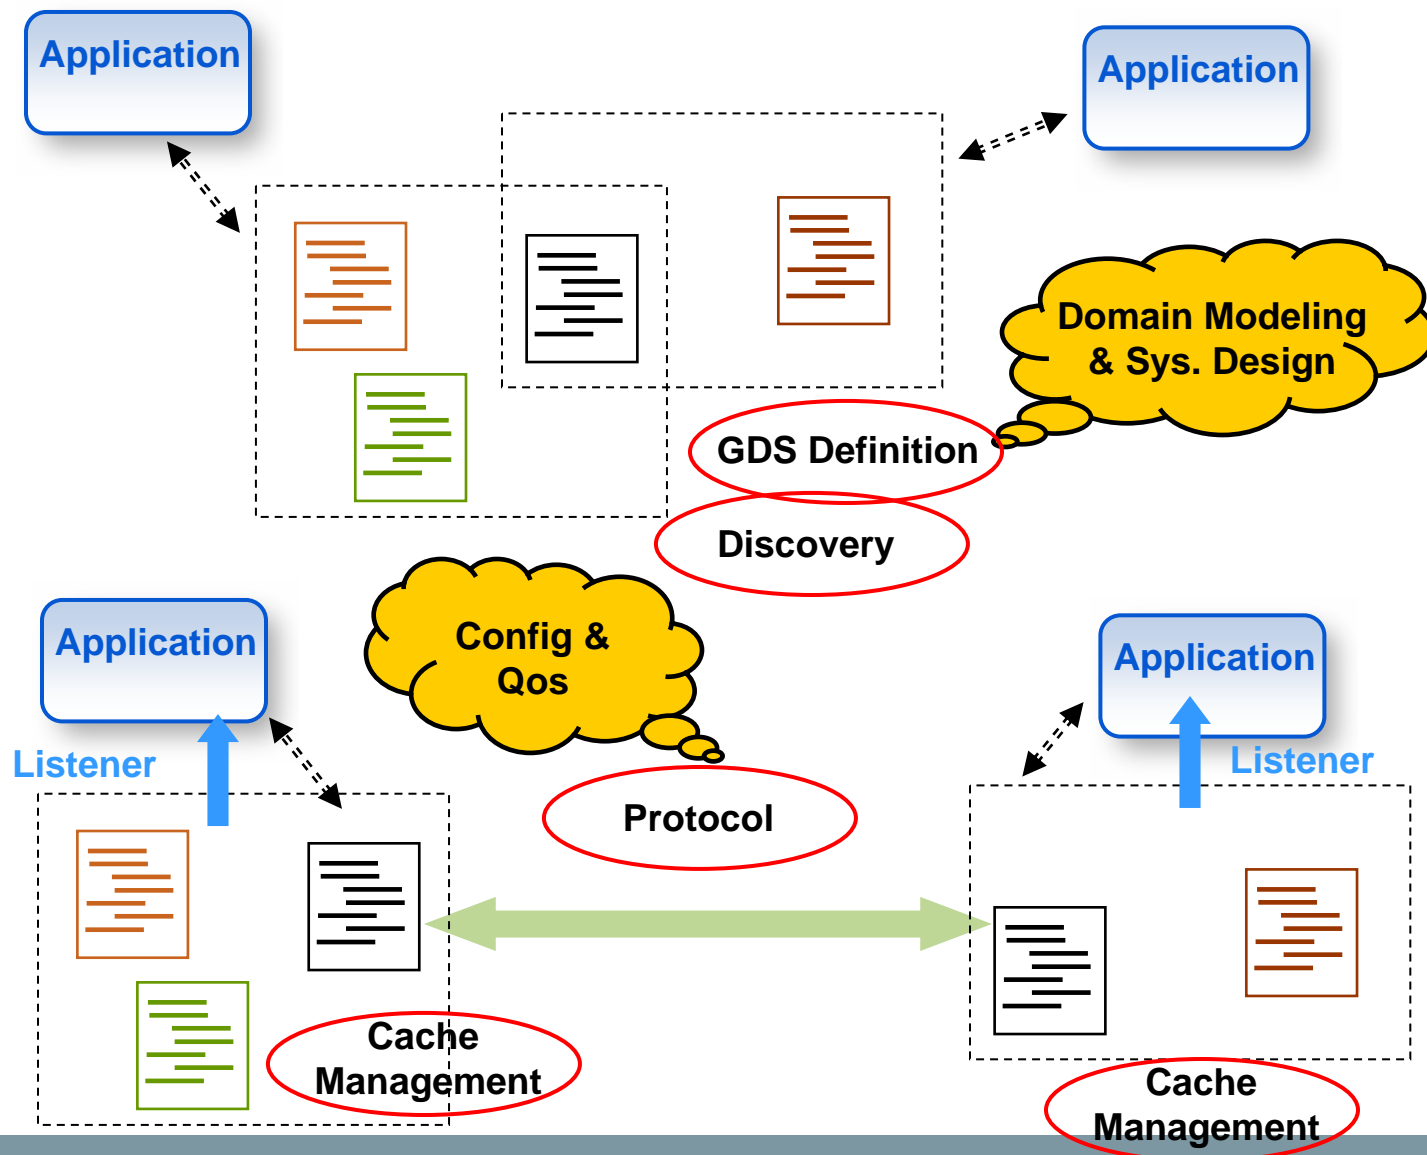 Application
Application
Domain Modeling
& Sys. Design
GDS Definition
Discovery
Config &
Qos
Application
Application
Listener
Listener
Protocol
Cache
Management
Cache
Management